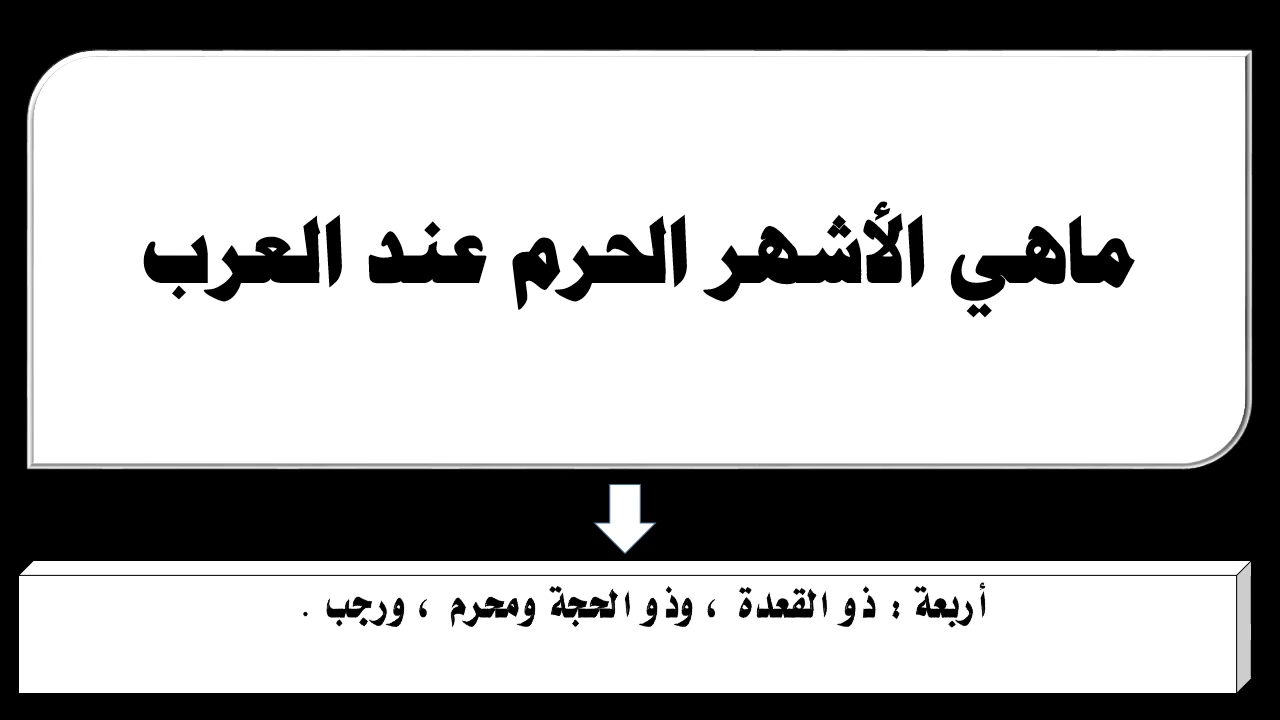 ماهي الأشهر الحرم عند العرب
أربعة : ذو القعدة ، وذو الحجة ومحرم ، ورجب .